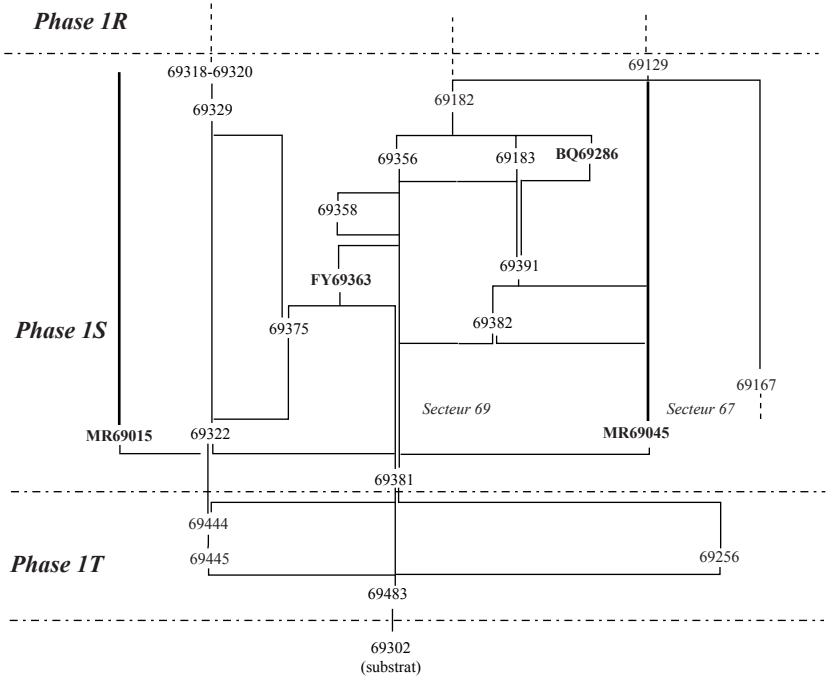 Phase 1R
69129
69318-69320
69182
69329
BQ69286
69356
69183
69358
69391
FY69363
69382
69375
Phase 1S
69167
Secteur 69
Secteur 67
MR69015
69322
MR69045
69381
69444
69445
69256
Phase 1T
69483
69302
(substrat)